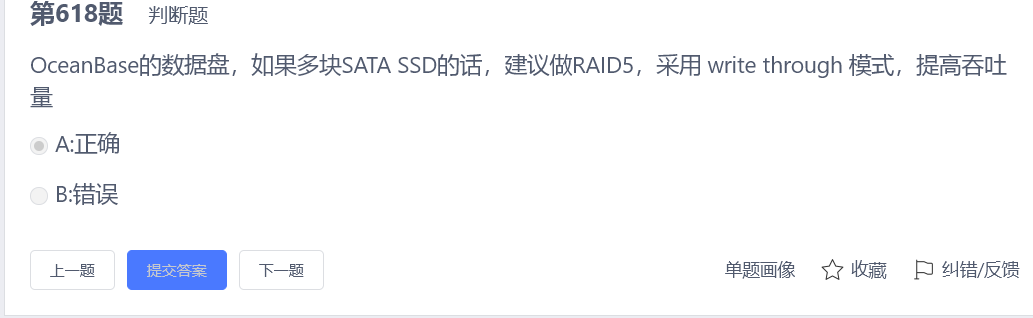 第618题 判断题
OceanBase的数据盘，如果多块SATA SSD的话，建议做RAID5，采用 write through 模式，提高吞吐
量
A:正确
B:错误
上一题 提交答案 下一题 单题画像 收藏 纠错/反馈